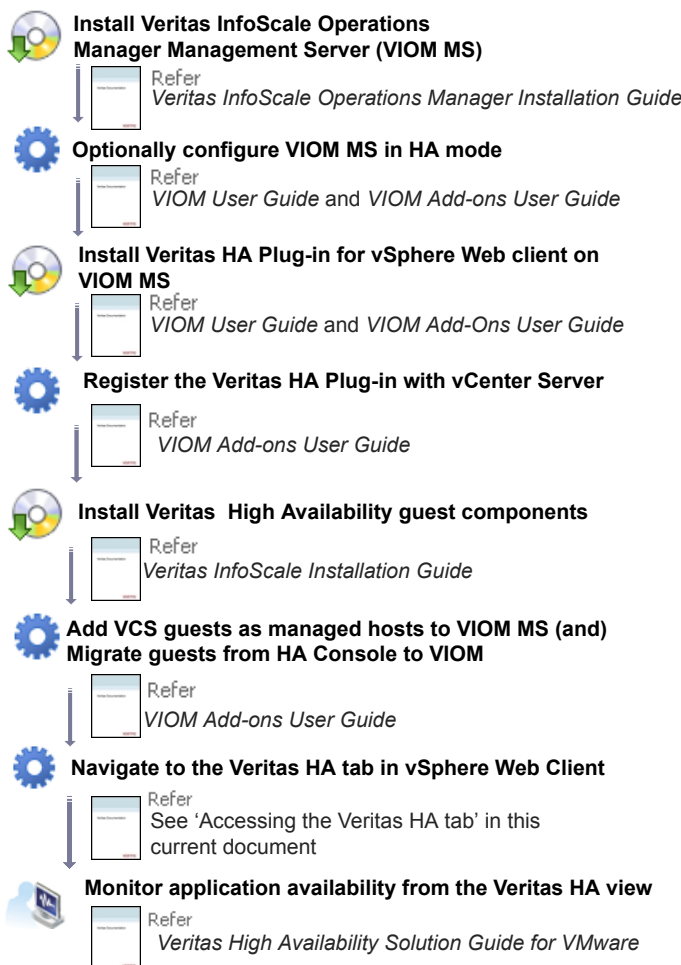 Install Veritas InfoScale Operations
Manager Management Server (VIOM MS)
Refer
Veritas InfoScale Operations Manager Installation Guide
Optionally configure VIOM MS in HA mode
Refer
VIOM User Guide and VIOM Add-ons User Guide
Install Veritas HA Plug-in for vSphere Web client on
VIOM MS
Refer
VIOM User Guide and VIOM Add-Ons User Guide
Register the Veritas HA Plug-in with vCenter Server
Refer
VIOM Add-ons User Guide
Install Veritas  High Availability guest components
Refer
Veritas InfoScale Installation Guide
Add VCS guests as managed hosts to VIOM MS (and)
Migrate guests from HA Console to VIOM
Refer
VIOM Add-ons User Guide
Navigate to the Veritas HA tab in vSphere Web Client
Refer
See 'Accessing the Veritas HA tab' in this
current document
Monitor application availability from the Veritas HA view
Refer
Veritas High Availability Solution Guide for VMware